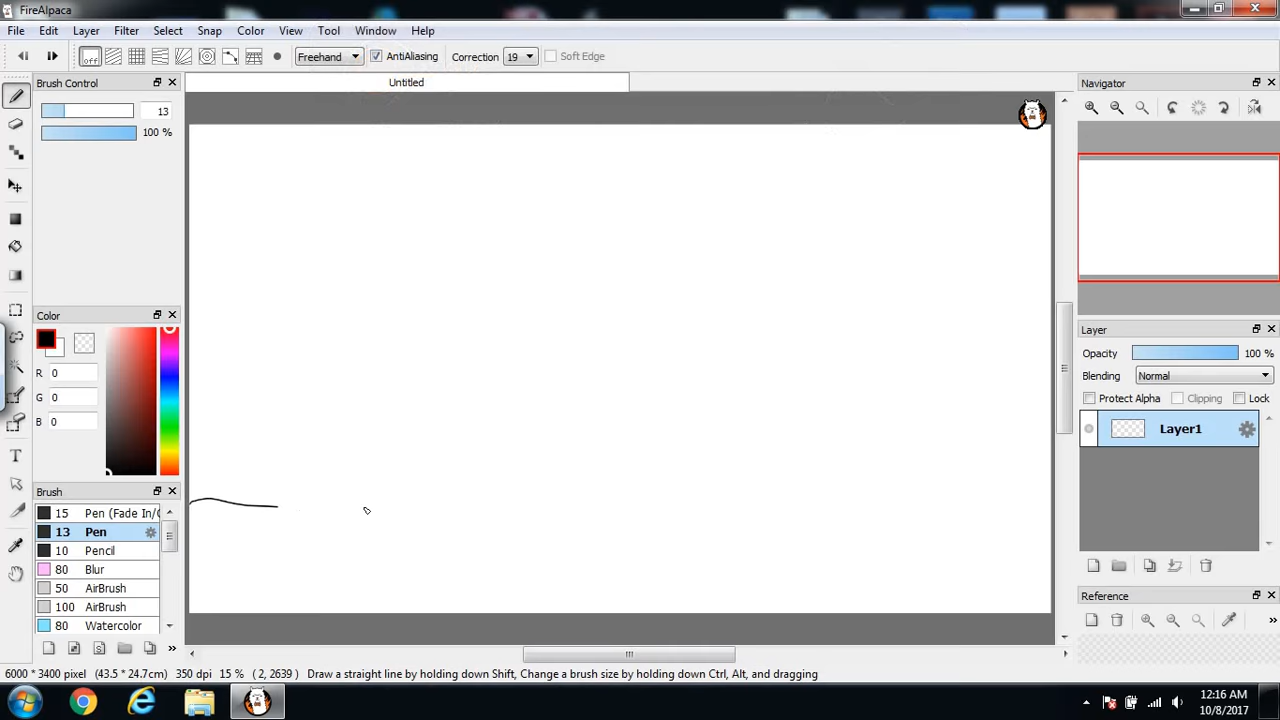 FireAlpaca
File Edit Layer Filter Select Snap Color View Tool Window Help
off Freehand AntiAliasing Correction 19 Soft Edge
Brush Control
13
100 %
Untitled
Navigator
Color
R 0
G 0
B 0
Layer
Opacity 100 %
Blending Normal
Protect Alpha Clipping Lock
Layer1
Brush
15 Pen (Fade In/
13 Pen
10 Pencil
80 Blur
50 AirBrush
100 AirBrush
80 Watercolor
Reference
6000 * 3400 pixel (43.5 * 24.7cm) 350 dpi 15 % ( 2, 2639 ) Draw a straight line by holding down Shift, Change a brush size by holding down Ctrl, Alt, and dragging
12:16 AM
10/8/2017